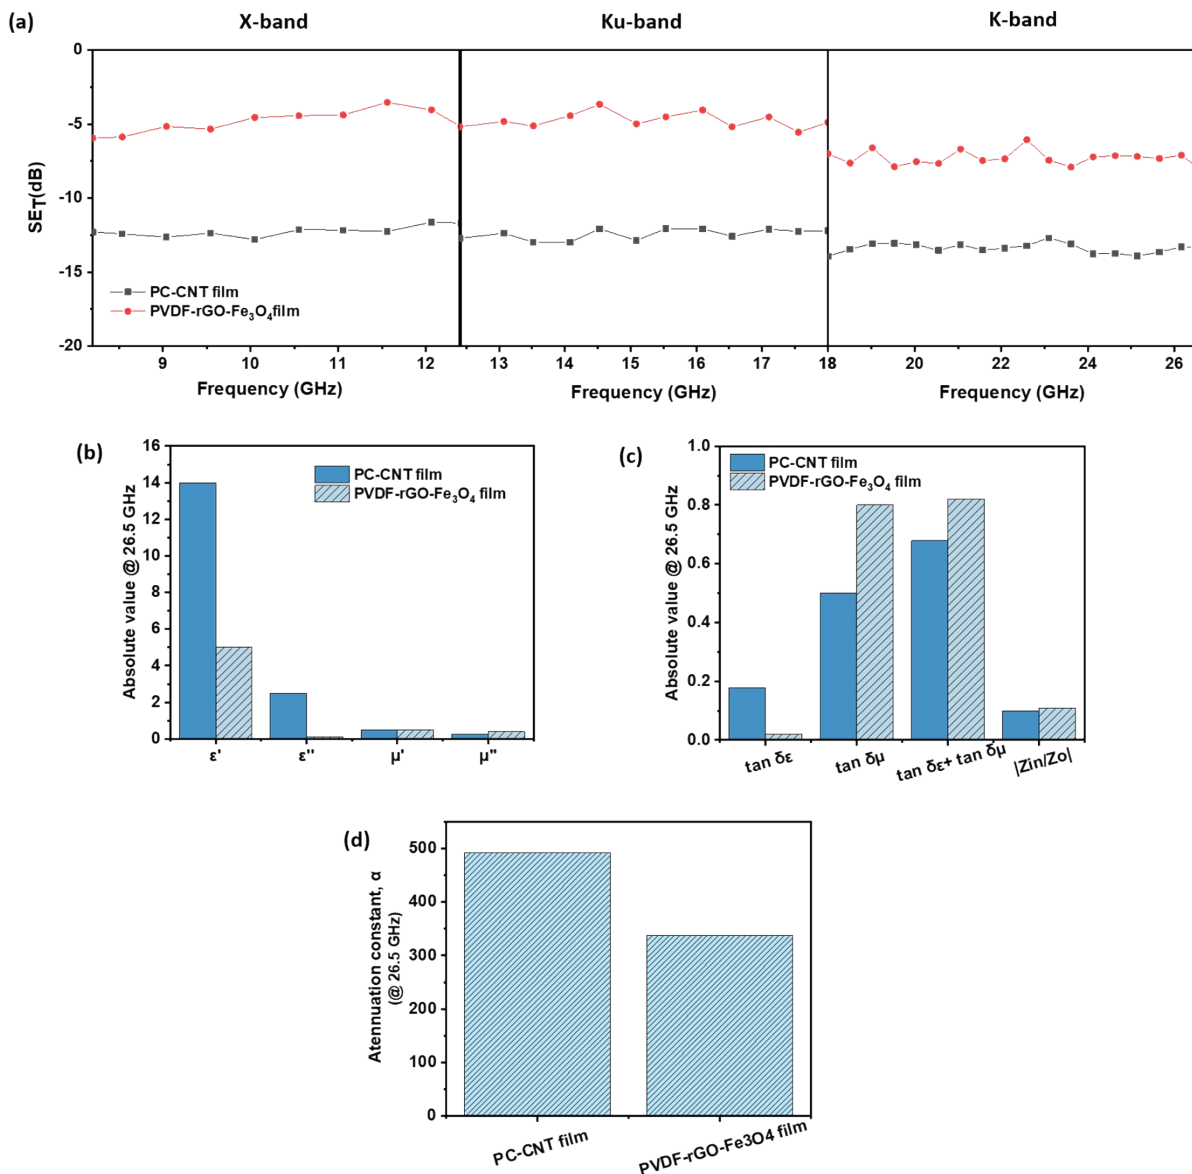 (a)
X-band
Ku-band
K-band
SET(dB)
0
-5
-10
-15
-20
PC-CNT film
PVDF-rGO-Fe₃O₄film
9 10 11 12
13 14 15 16 17 18
20 22 24 26
Frequency (GHz)
Frequency (GHz)
Frequency (GHz)
(b)
Absolute value @ 26.5 GHz
16
14
12
10
8
6
4
2
0
PC-CNT film
PVDF-rGO-Fe₃O₄ film
ε' ε'' μ' μ''
(c)
Absolute value @ 26.5 GHz
1.0
0.8
0.6
0.4
0.2
0.0
PC-CNT film
PVDF-rGO-Fe₃O₄ film
tan δε
tan δμ
tan δε+ tan δμ
|Zin/Zo|
(d)
Atennuation constant, α
(@ 26.5 GHz)
500
400
300
200
100
0
PC-CNT film
PVDF-rGO-Fe3O4 film